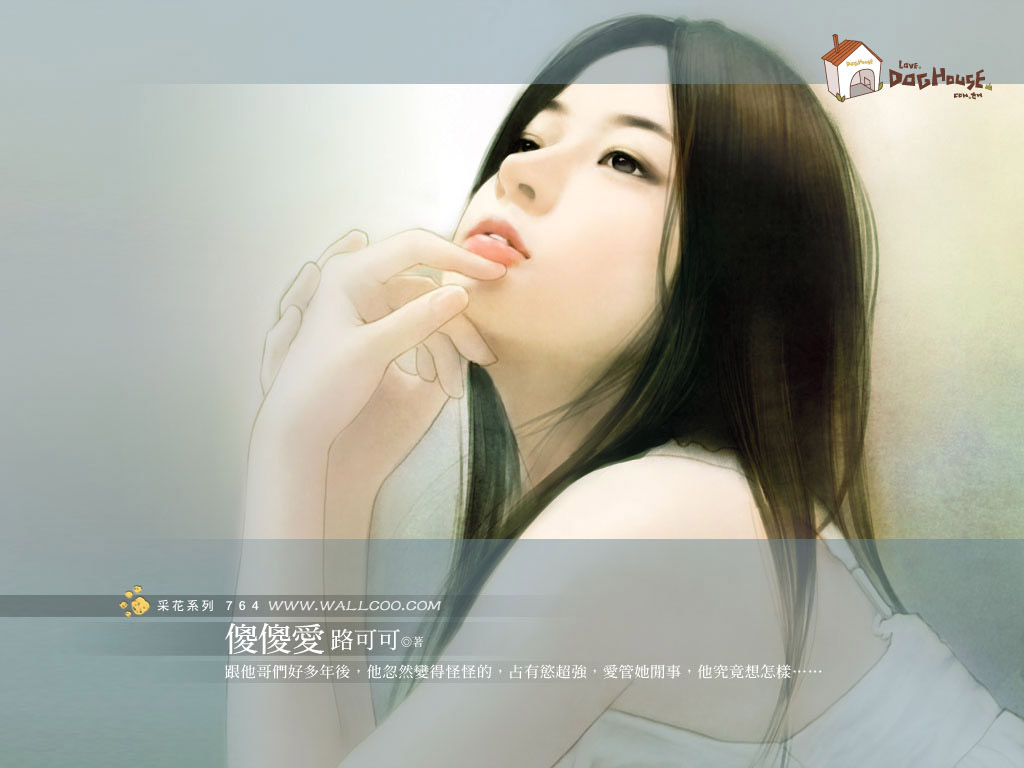 DogHouse
Love.
DOGHOUSE
com.tw
采花系列 764 WWW.WALLCOO.COM
傻傻愛 路可可©著
跟他哥們好多年後，他忽然變得怪怪的，占有慾超強，愛管她閒事，他究竟想怎樣……